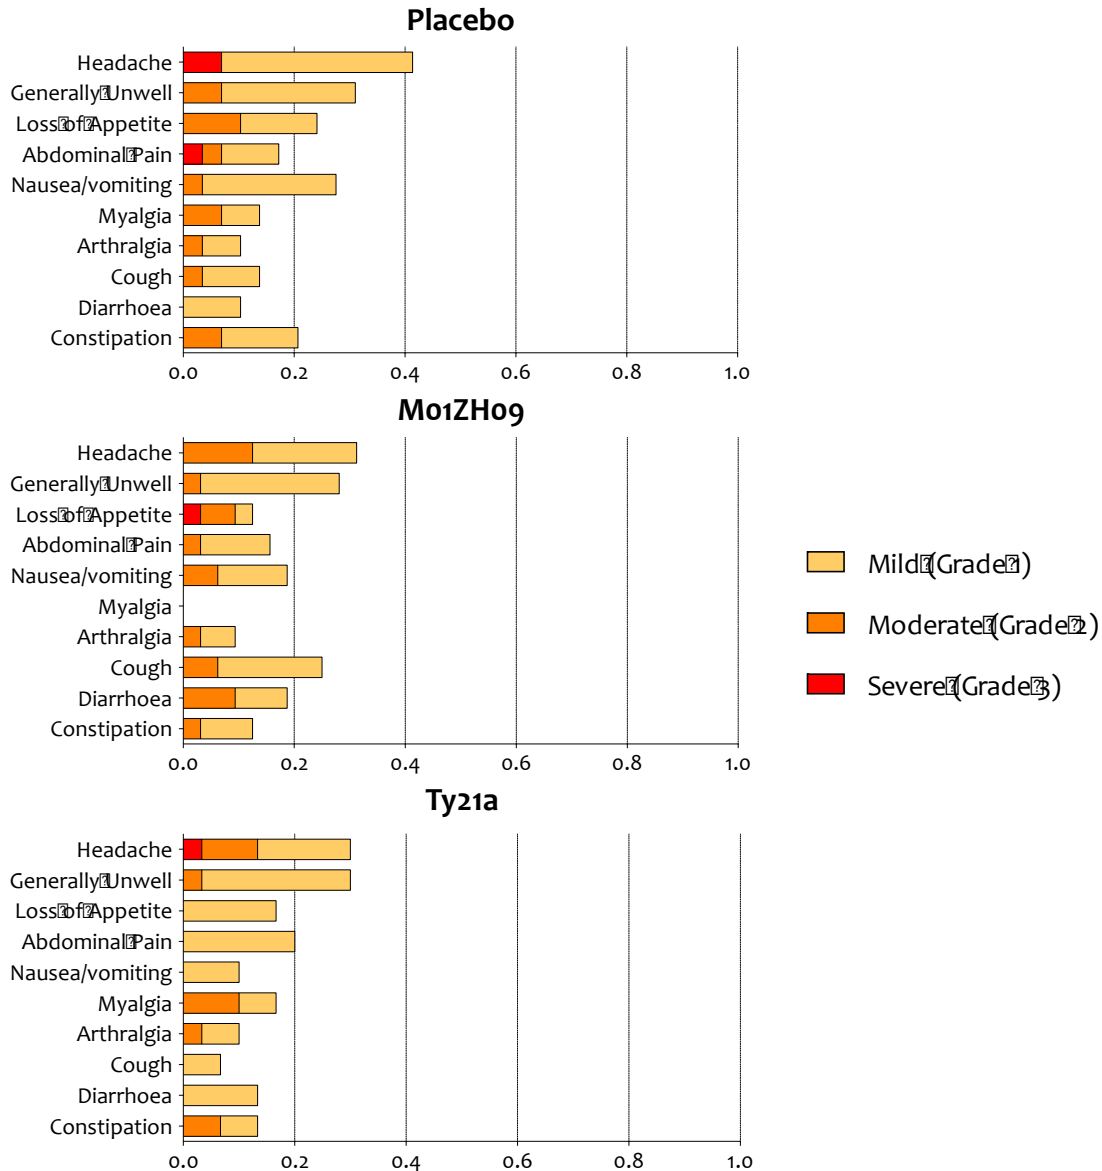 Placebo
Headache
Generally Unwell
Loss of Appetite
Abdominal Pain
Nausea/vomiting
Myalgia
Arthralgia
Cough
Diarrhoea
Constipation
0.0 0.2 0.4 0.6 0.8 1.0
M01ZH09
Headache
Generally Unwell
Loss of Appetite
Abdominal Pain
Nausea/vomiting
Myalgia
Arthralgia
Cough
Diarrhoea
Constipation
0.0 0.2 0.4 0.6 0.8 1.0
Mild (Grade 1)
Moderate (Grade 2)
Severe (Grade 3)
Ty21a
Headache
Generally Unwell
Loss of Appetite
Abdominal Pain
Nausea/vomiting
Myalgia
Arthralgia
Cough
Diarrhoea
Constipation
0.0 0.2 0.4 0.6 0.8 1.0